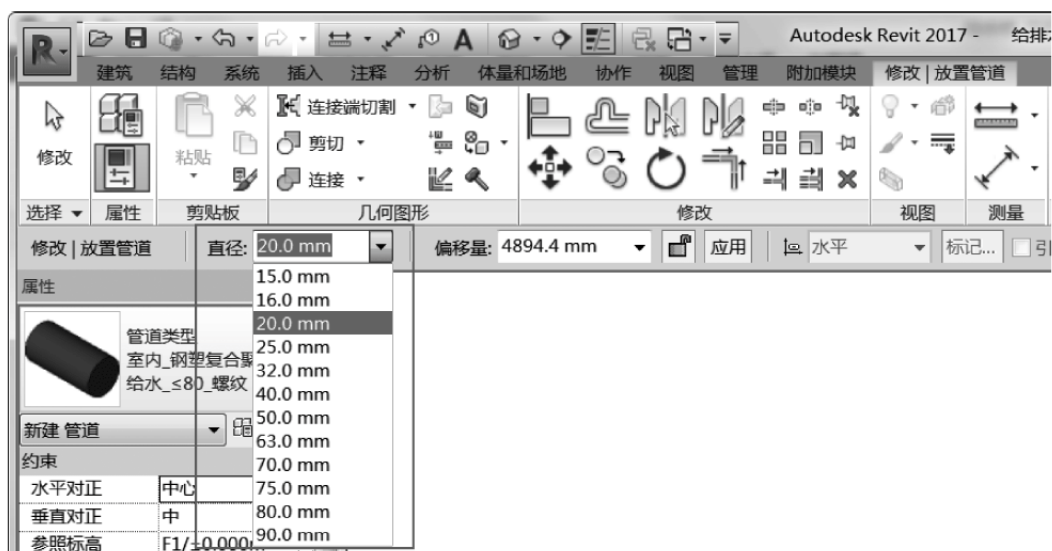 Autodesk Revit 2017 - 给排
建筑 结构 系统 插入 注释 分析 体量和场地 协作 视图 管理 附加模块 修改 | 放置管道
连接端切割
修改 粘贴 剪切
连接
选择 属性 剪贴板 几何图形 修改 视图 测量
修改 | 放置管道 直径: 20.0 mm 偏移量: 4894.4 mm 应用 水平 标记... 引
属性
15.0 mm
16.0 mm
20.0 mm
25.0 mm
32.0 mm
40.0 mm
50.0 mm
63.0 mm
70.0 mm
75.0 mm
80.0 mm
90.0 mm
管道类型
室内_钢塑复合聚
给水_≤80_螺纹
新建 管道
约束
水平对正 中心
垂直对正 中
参照标高 F1/±0.000